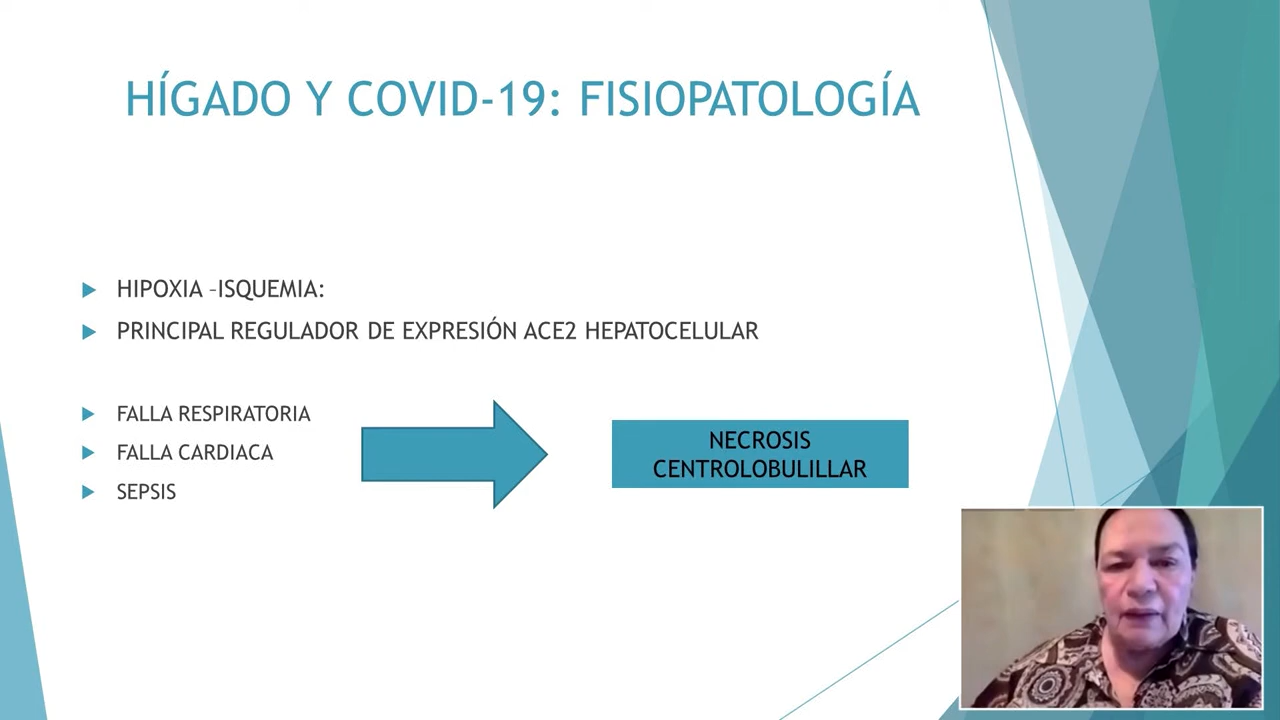 HÍGADO Y COVID-19: FISIOPATOLOGÍA
HIPOXIA –ISQUEMIA:
PRINCIPAL REGULADOR DE EXPRESIÓN ACE2 HEPATOCELULAR
FALLA RESPIRATORIA
FALLA CARDIACA
SEPSIS
NECROSIS
CENTROLOBULILLAR